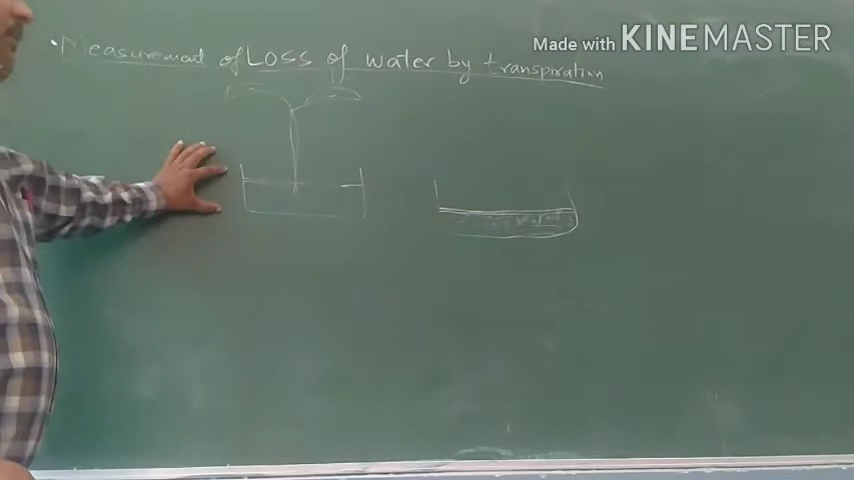 Made with KINEMASTER
Measurement of Loss of water by transpiration